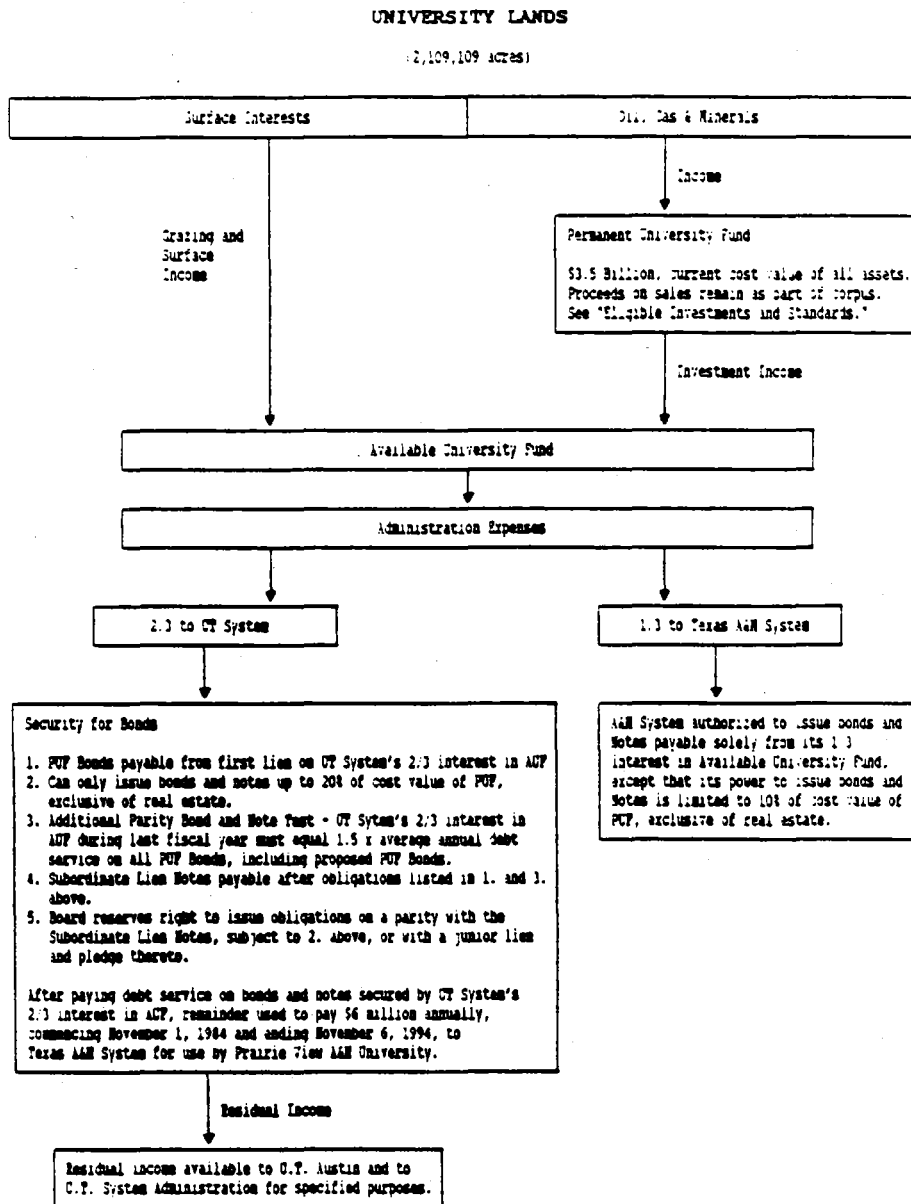 UNIVERSITY LANDS
(2,109,109 acres)
Surface Interests
Oil, Gas & Minerals
Income
Grazing and
Surface
Income
Permanent University Fund
$3.5 Billion, current cost value of all assets.
Proceeds on sales remain as part of corpus.
See "Eligible Investments and Standards."
Investment Income
Available University Fund
Administration Expenses
2/3 to UT System
1/3 to Texas A&M System
Security for Bonds
1. PUF Bonds payable from first lien on UT System's 2/3 interest in AUF
2. Can only issue bonds and notes up to 20% of cost value of PUF,
exclusive of real estate.
3. Additional Parity Bond and Note Test - UT Sytem's 2/3 interest in
AUF during last fiscal year must equal 1.5 x average annual debt
service on all PUF Bonds, including proposed PUF Bonds.
4. Subordinate Lien Notes payable after obligations listed in 1. and 3.
above.
5. Board reserves right to issue obligations on a parity with the
Subordinate Lien Notes, subject to 2. above, or with a junior lien
and pledge thereto.
After paying debt service on bonds and notes secured by UT System's
2/3 interest in AUF, remainder used to pay $6 million annually,
commencing November 1, 1984 and ending November 6, 1994, to
Texas A&M System for use by Prairie View A&M University.
A&M System authorized to issue bonds and
Notes payable solely from its 1/3
interest in Available University Fund,
except that its power to issue bonds and
Notes is limited to 10% of cost value of
PUF, exclusive of real estate.
Residual Income
Residual income available to U.T. Austin and to
U.T. System Administration for specified purposes.